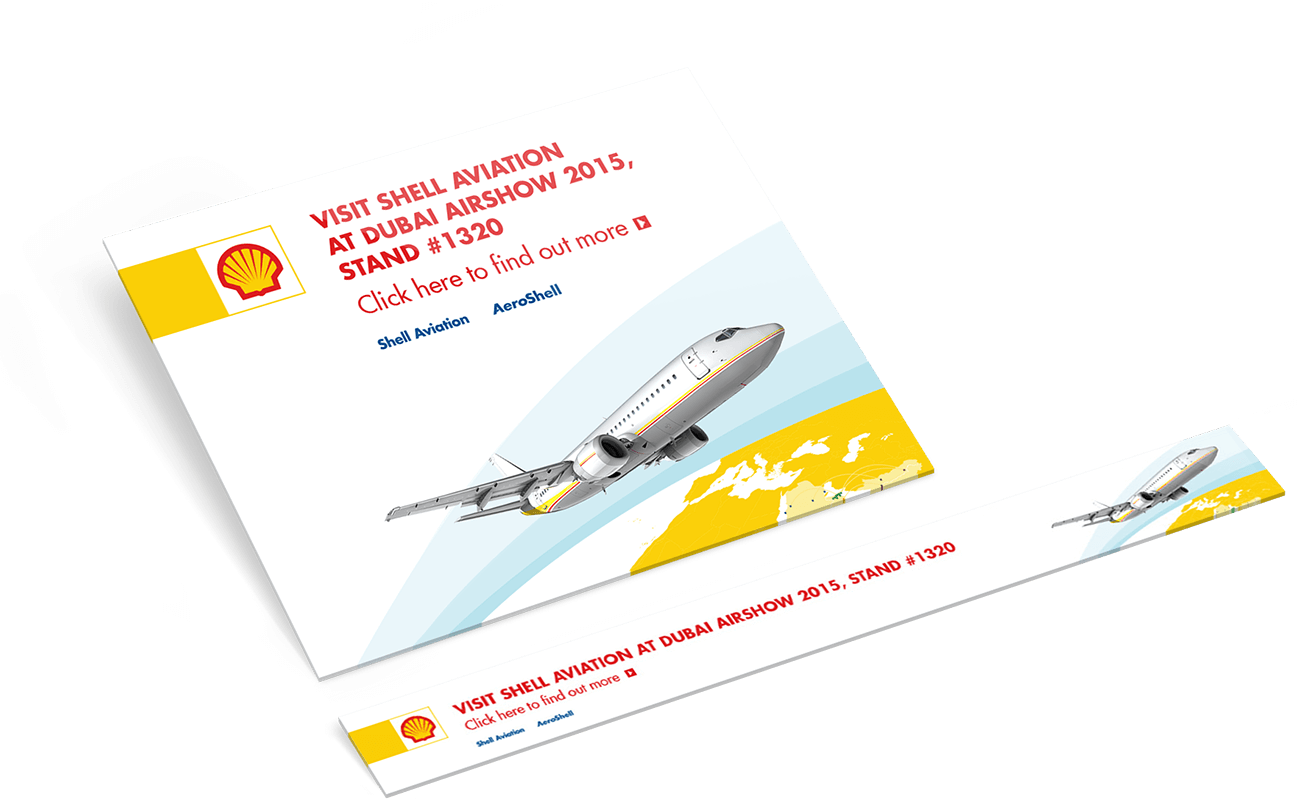 VISIT SHELL AVIATION
AT DUBAI AIRSHOW 2015,
STAND #1320
Click here to find out more
Shell Aviation AeroShell
VISIT SHELL AVIATION AT DUBAI AIRSHOW 2015, STAND #1320
Click here to find out more
Shell Aviation AeroShell